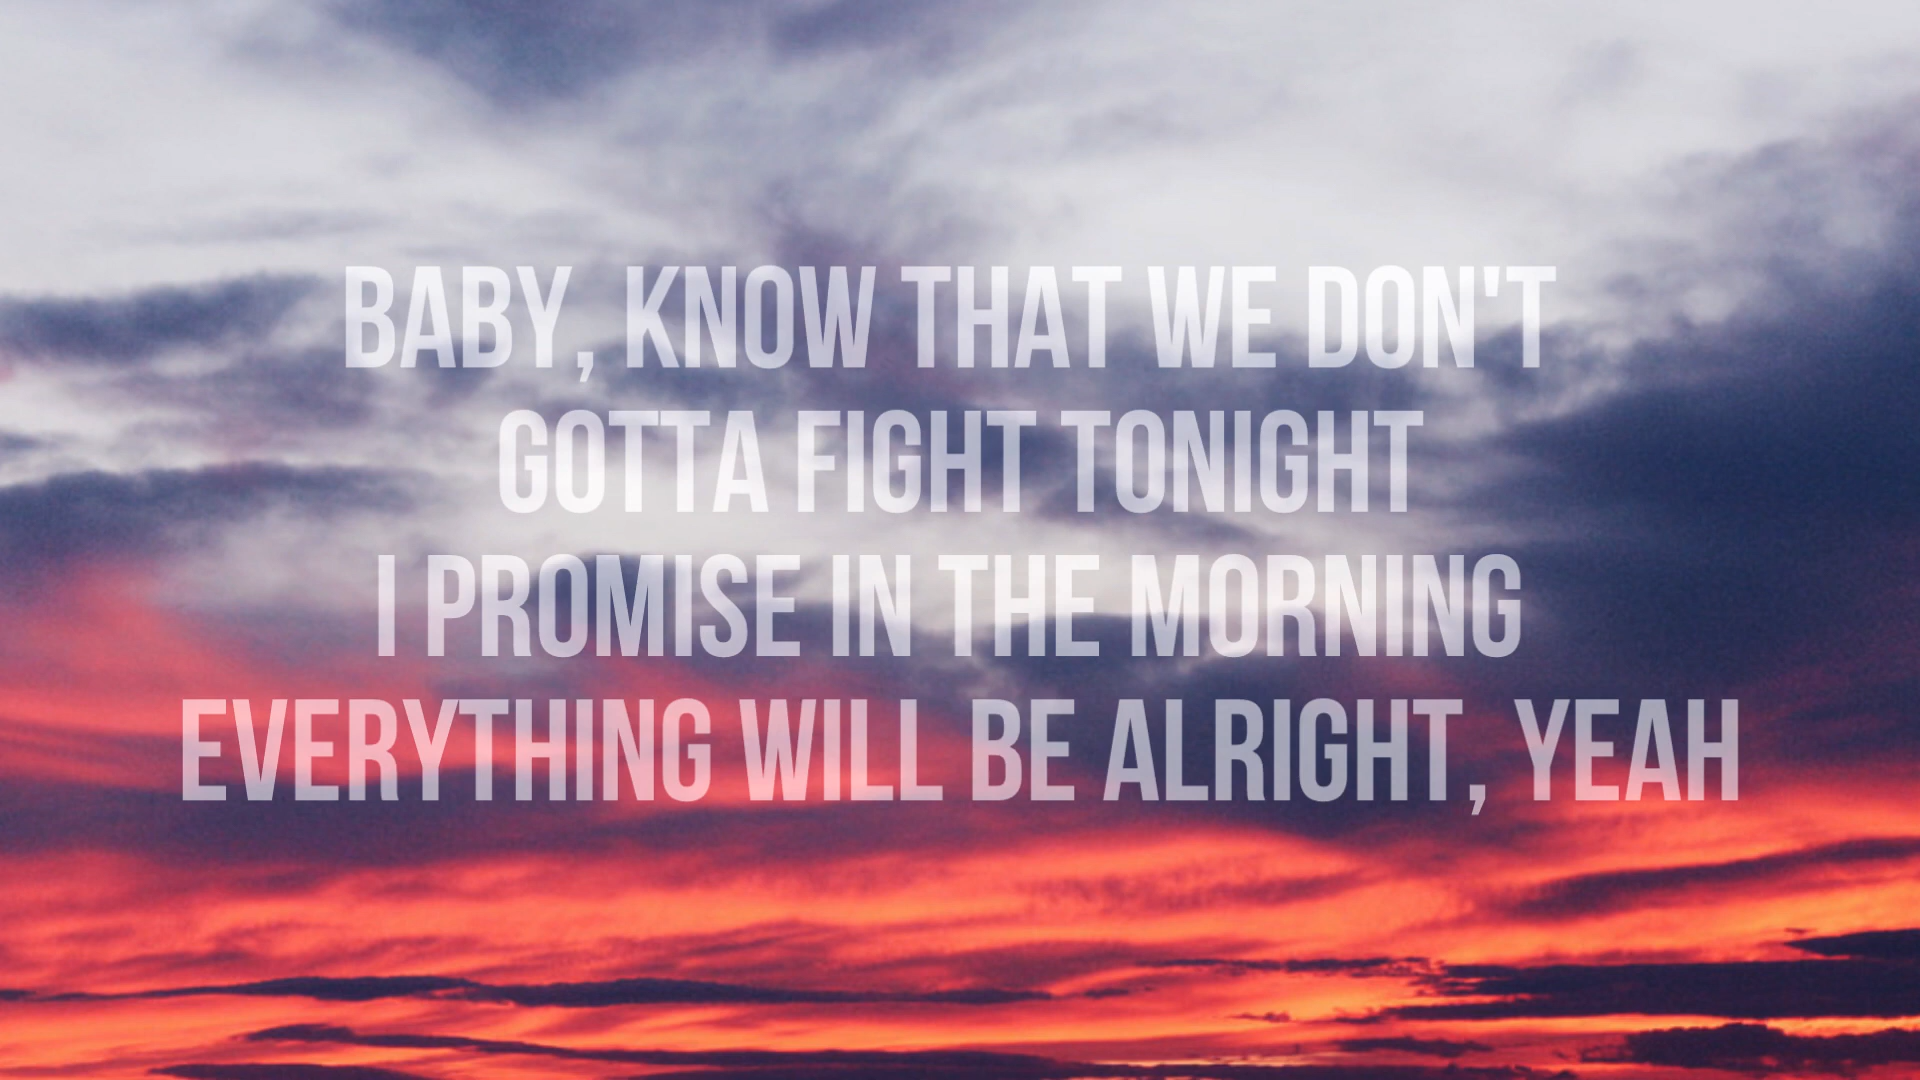 BABY, KNOW THAT WE DON'T
GOTTA FIGHT TONIGHT
I PROMISE IN THE MORNING
EVERYTHING WILL BE ALRIGHT, YEAH